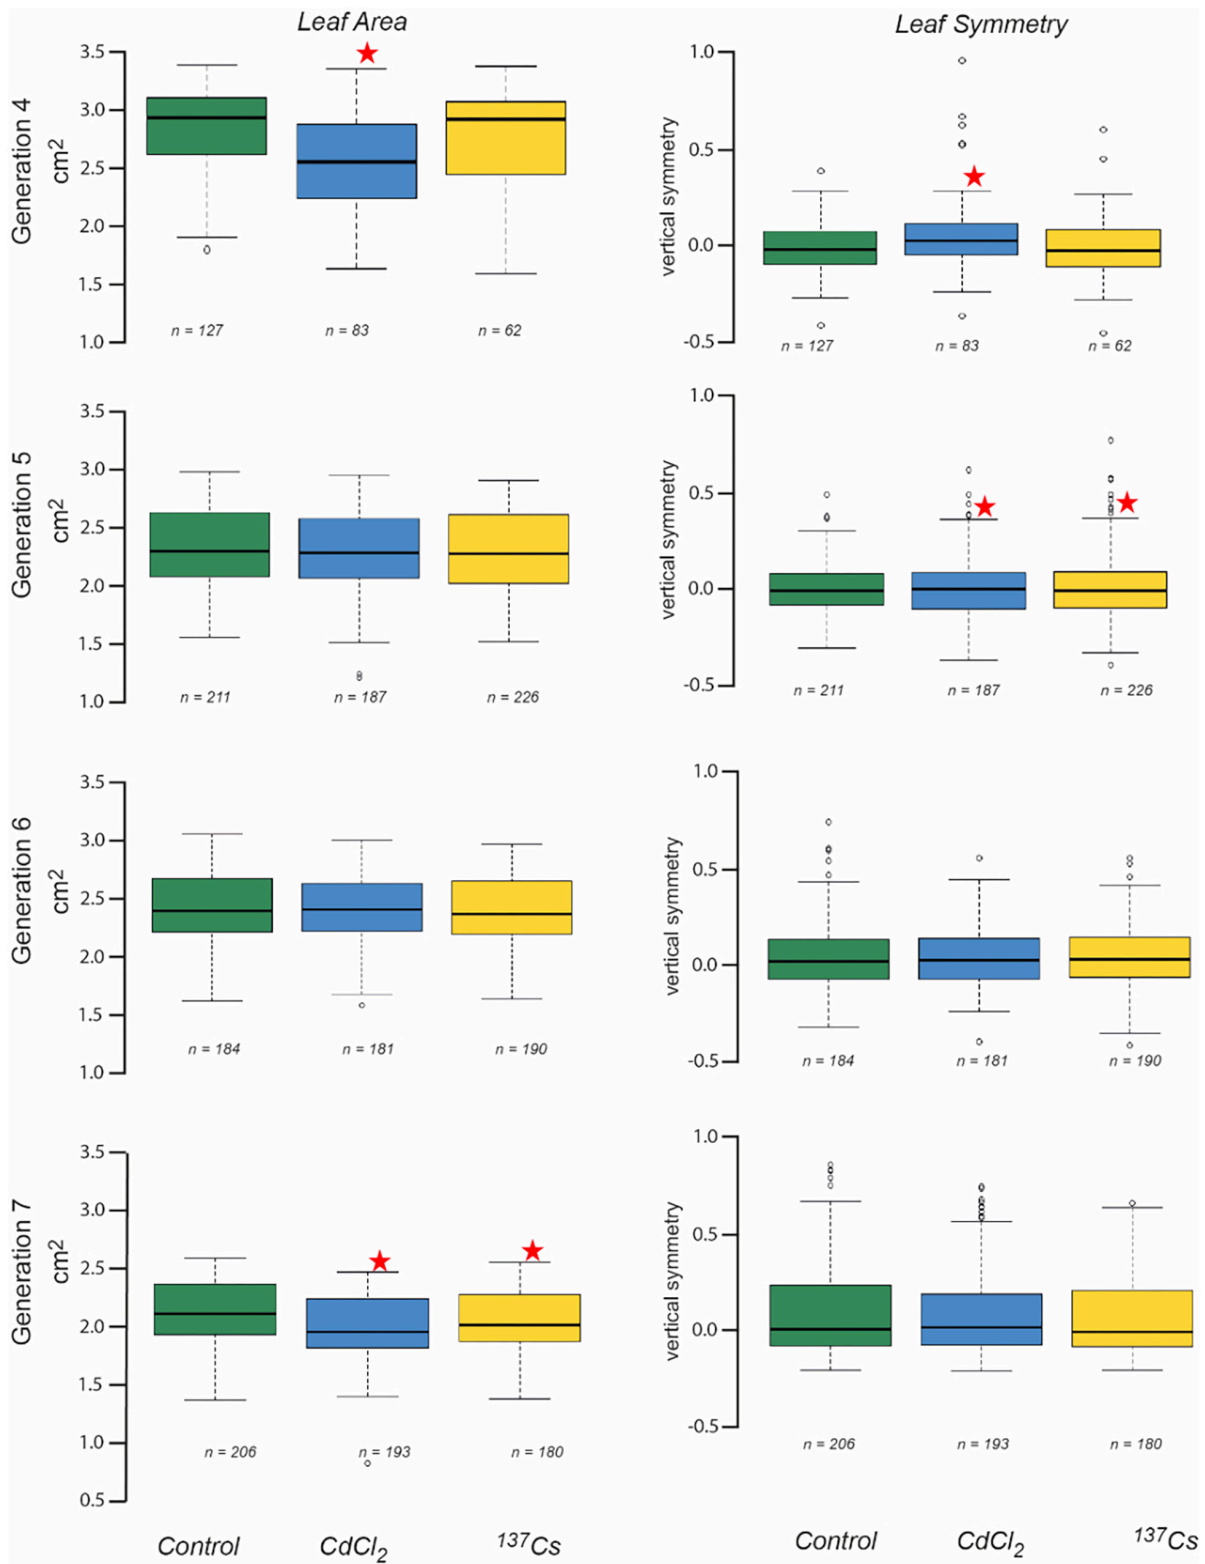 Leaf Area
Leaf Symmetry
Generation 4
cm2
3.5
3.0
2.5
2.0
1.5
1.0
n = 127
n = 83
n = 62
vertical symmetry
1.0
0.5
0.0
-0.5
n = 127
n = 83
n = 62
Generation 5
cm2
3.5
3.0
2.5
2.0
1.5
1.0
n = 211
n = 187
n = 226
vertical symmetry
1.0
0.5
0.0
-0.5
n = 211
n = 187
n = 226
Generation 6
cm2
3.5
3.0
2.5
2.0
1.5
1.0
n = 184
n = 181
n = 190
vertical symmetry
1.0
0.5
0.0
-0.5
n = 184
n = 181
n = 190
Generation 7
cm2
3.5
3.0
2.5
2.0
1.5
1.0
0.5
n = 206
n = 193
n = 180
vertical symmetry
1.0
0.5
0.0
-0.5
n = 206
n = 193
n = 180
Control
CdCl2
137Cs
Control
CdCl2
137Cs